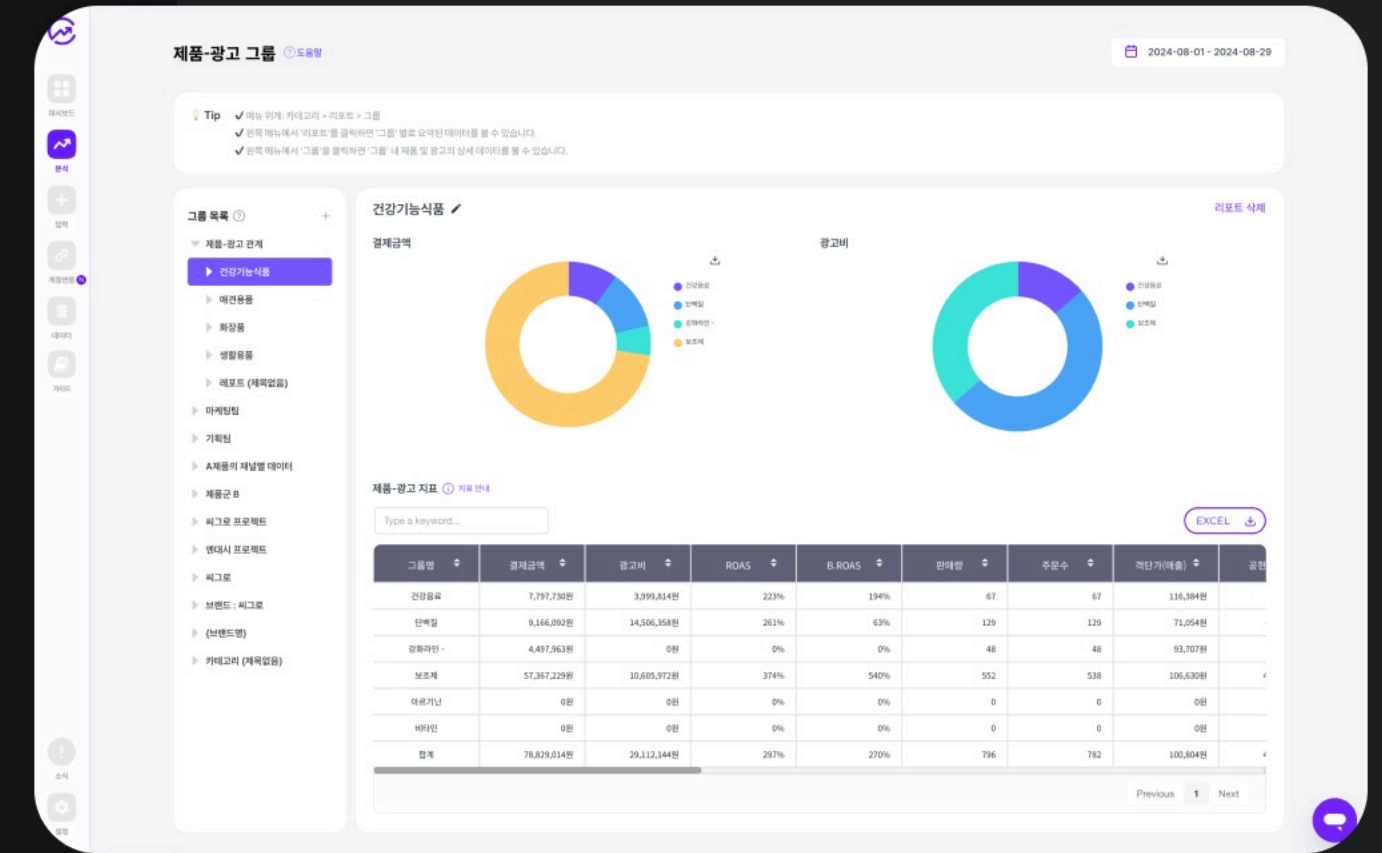 제품-광고 그룹 도움말
2024-08-01 - 2024-08-29
Tip
메뉴 위계: 카테고리 > 리포트 > 그룹
왼쪽 메뉴에서 '리포트'를 클릭하면 '그룹' 별로 요약된 데이터를 볼 수 있습니다.
왼쪽 메뉴에서 '그룹'을 클릭하면 '그룹' 내 제품 및 광고의 상세 데이터를 볼 수 있습니다.
대시보드
분석
입력
계정연동 N
데이터
가이드
소식
설정
그룹 목록
제품-광고 관계
건강기능식품
애견용품
화장품
생활용품
레포트 (제목없음)
마케팅팀
기획팀
A제품의 채널별 데이터
제품군 B
씨그로 프로젝트
엔대시 프로젝트
씨그로
브랜드 : 씨그로
{브랜드명}
카테고리 (제목없음)
건강기능식품
리포트 삭제
결제금액
건강음료
단백질
강화라인 -
보조제
광고비
건강음료
단백질
보조제
제품-광고 지표 지표 안내
Type a keyword...
EXCEL
그룹명 결제금액 광고비 ROAS B.ROAS 판매량 주문수 객단가(매출) 공헌
건강음료 7,797,730원 3,999,814원 223% 194% 67 67 116,384원
단백질 9,166,092원 14,506,358원 261% 63% 129 129 71,054원
강화라인 - 4,497,963원 0원 0% 0% 48 48 93,707원
보조제 57,367,229원 10,605,972원 374% 540% 552 538 106,630원
아르기닌 0원 0원 0% 0% 0 0 0원
비타민 0원 0원 0% 0% 0 0 0원
합계 78,829,014원 29,112,144원 297% 270% 796 782 100,804원
Previous 1 Next